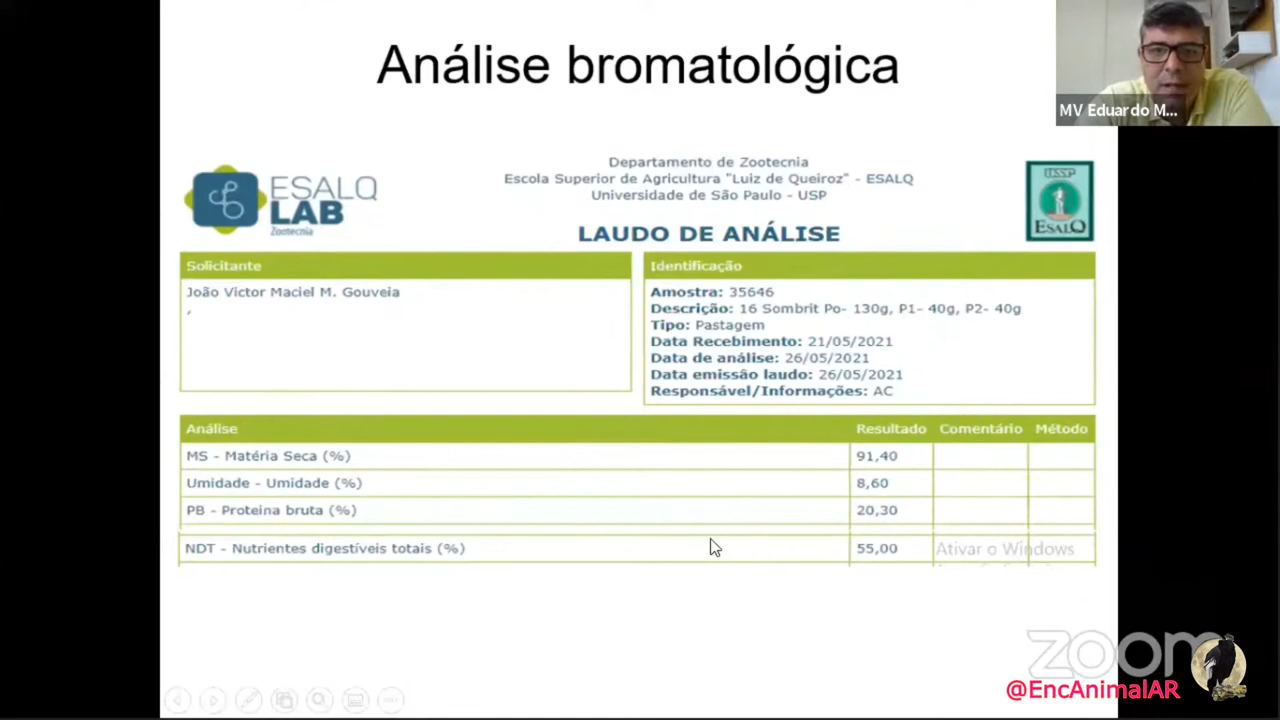 Análise bromatológica
MV Eduardo M...
ESALQ
LAB
Zootecnia
Departamento de Zootecnia
Escola Superior de Agricultura "Luiz de Queiroz" - ESALQ
Universidade de São Paulo - USP
LAUDO DE ANÁLISE
ESALQ
Solicitante
João Victor Maciel M. Gouveia
,
Identificação
Amostra: 35646
Descrição: 16 Sombrit Po- 130g, P1- 40g, P2- 40g
Tipo: Pastagem
Data Recebimento: 21/05/2021
Data de análise: 26/05/2021
Data emissão laudo: 26/05/2021
Responsável/Informações: AC
Análise Resultado Comentário Método
MS - Matéria Seca (%) 91,40
Umidade - Umidade (%) 8,60
PB - Proteina bruta (%) 20,30
NDT - Nutrientes digestíveis totais (%) 55,00
Ativar o Windows
zoom
@EncAnimalAR